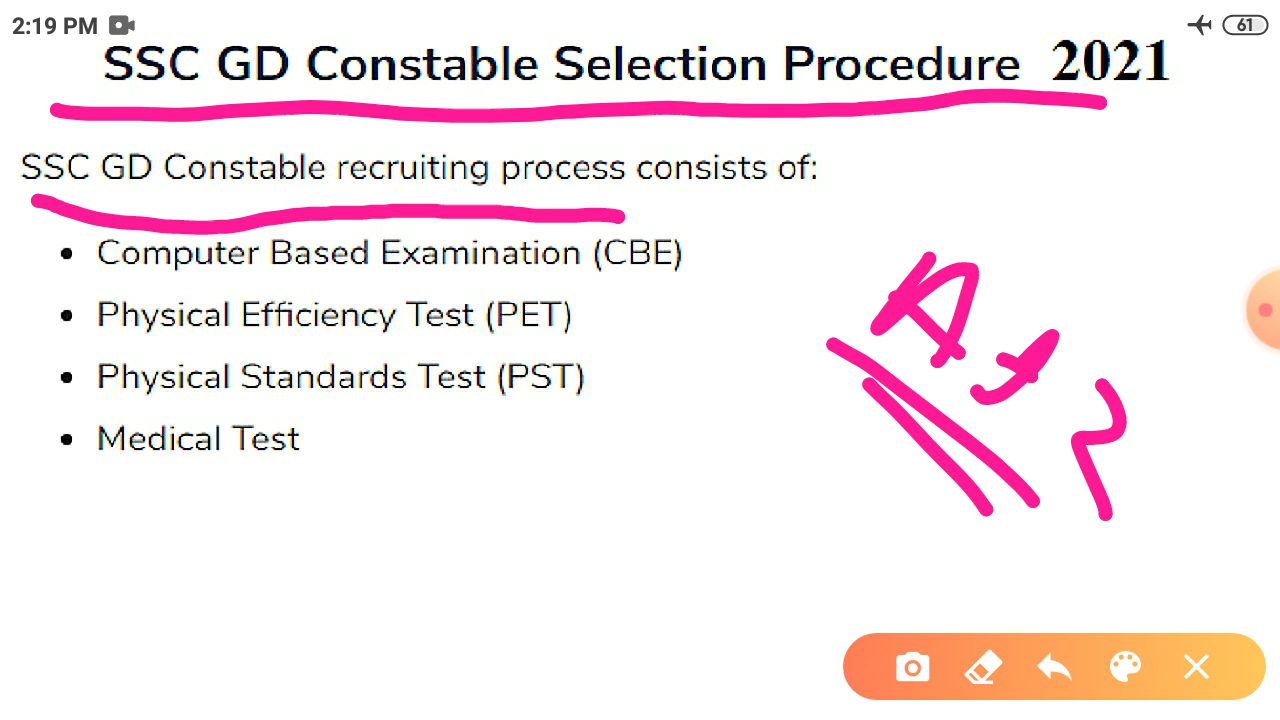 2:19 PM 61
SSC GD Constable Selection Procedure 2021
SSC GD Constable recruiting process consists of:
• Computer Based Examination (CBE)
• Physical Efficiency Test (PET)
• Physical Standards Test (PST)
• Medical Test